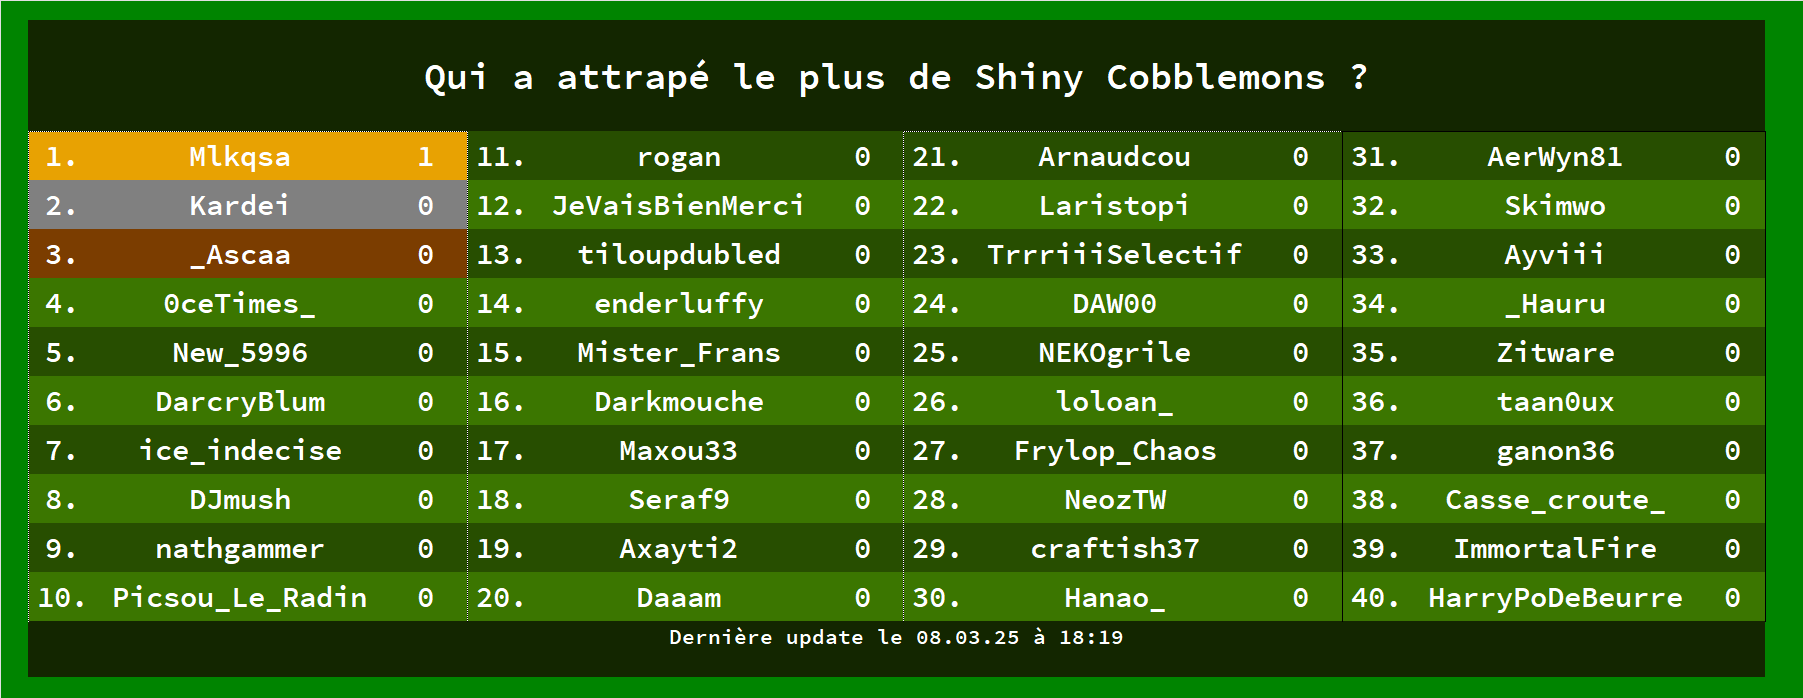 Qui a attrapé le plus de Shiny Cobblemons ?
1. Mlkqsa 1 11. rogan 0 21. Arnaudcou 0 31. AerWyn81 0
2. Kardei 0 12. JeVaisBienMerci 0 22. Laristopi 0 32. Skimwo 0
3. _Ascaa 0 13. tiloupdubled 0 23. TrrriiiSelectif 0 33. Ayviii 0
4. 0ceTimes_ 0 14. enderluffy 0 24. DAW00 0 34. _Hauru 0
5. New_5996 0 15. Mister_Frans 0 25. NEKOgrile 0 35. Zitware 0
6. DarcryBlum 0 16. Darkmouche 0 26. loloan_ 0 36. taan0ux 0
7. ice_indecise 0 17. Maxou33 0 27. Frylop_Chaos 0 37. ganon36 0
8. DJmush 0 18. Seraf9 0 28. NeozTW 0 38. Casse_croute_ 0
9. nathgammer 0 19. Axayti2 0 29. craftish37 0 39. ImmortalFire 0
10. Picsou_Le_Radin 0 20. Daaam 0 30. Hanao_ 0 40. HarryPoDeBeurre 0
Dernière update le 08.03.25 à 18:19